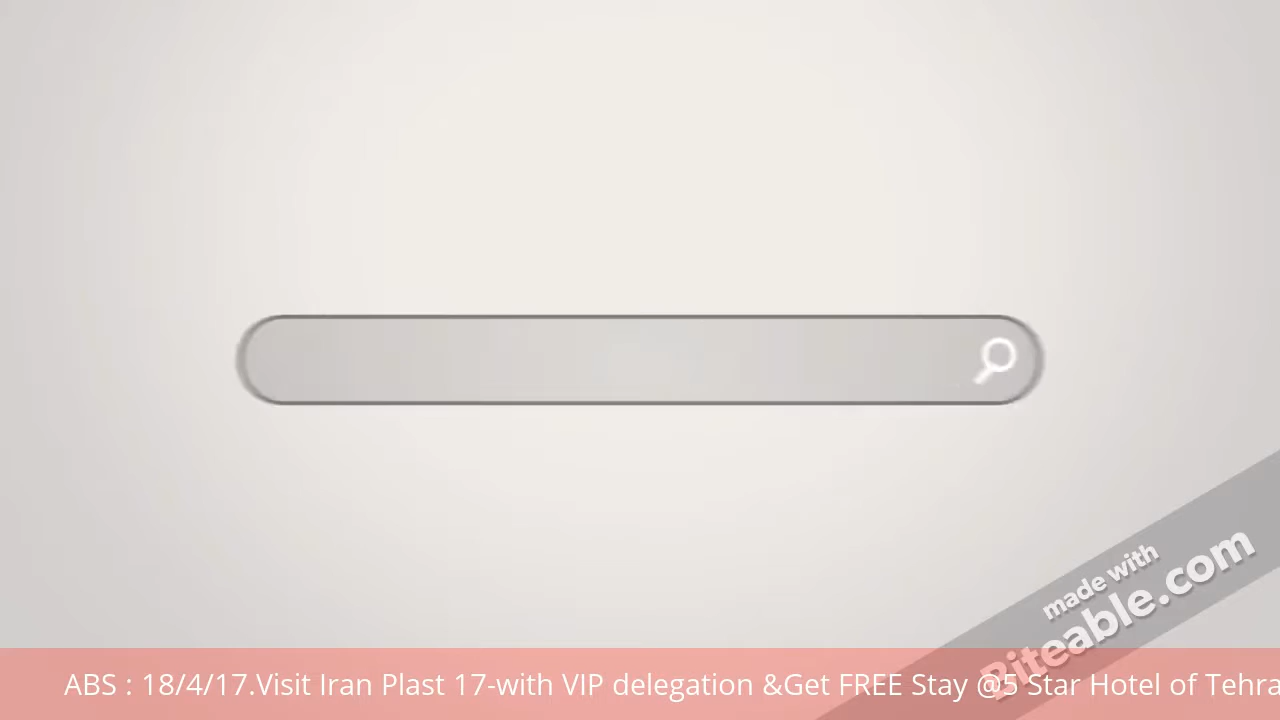 made with
Biteable.com
ABS : 18/4/17.Visit Iran Plast 17-with VIP delegation &Get FREE Stay @5 Star Hotel of Tehra